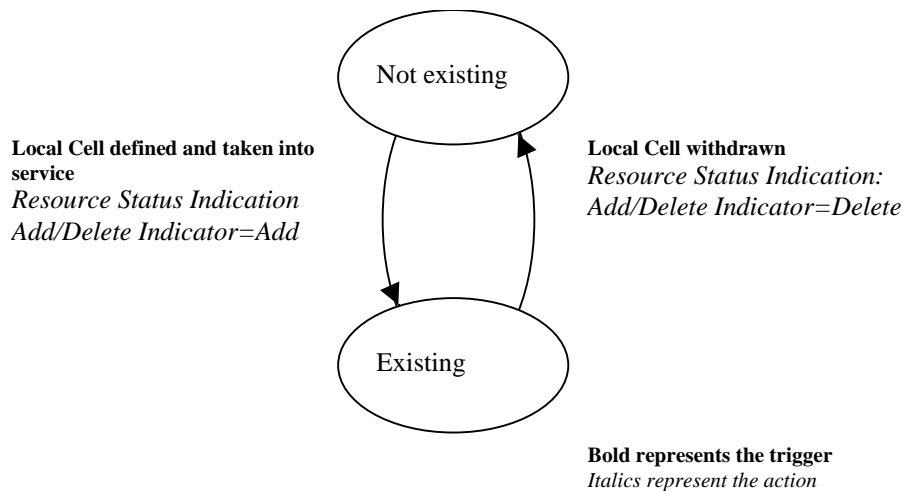 Not existing
Local Cell defined and taken into
service
Resource Status Indication
Add/Delete Indicator=Add
Local Cell withdrawn
Resource Status Indication:
Add/Delete Indicator=Delete
Existing
Bold represents the trigger
Italics represent the action